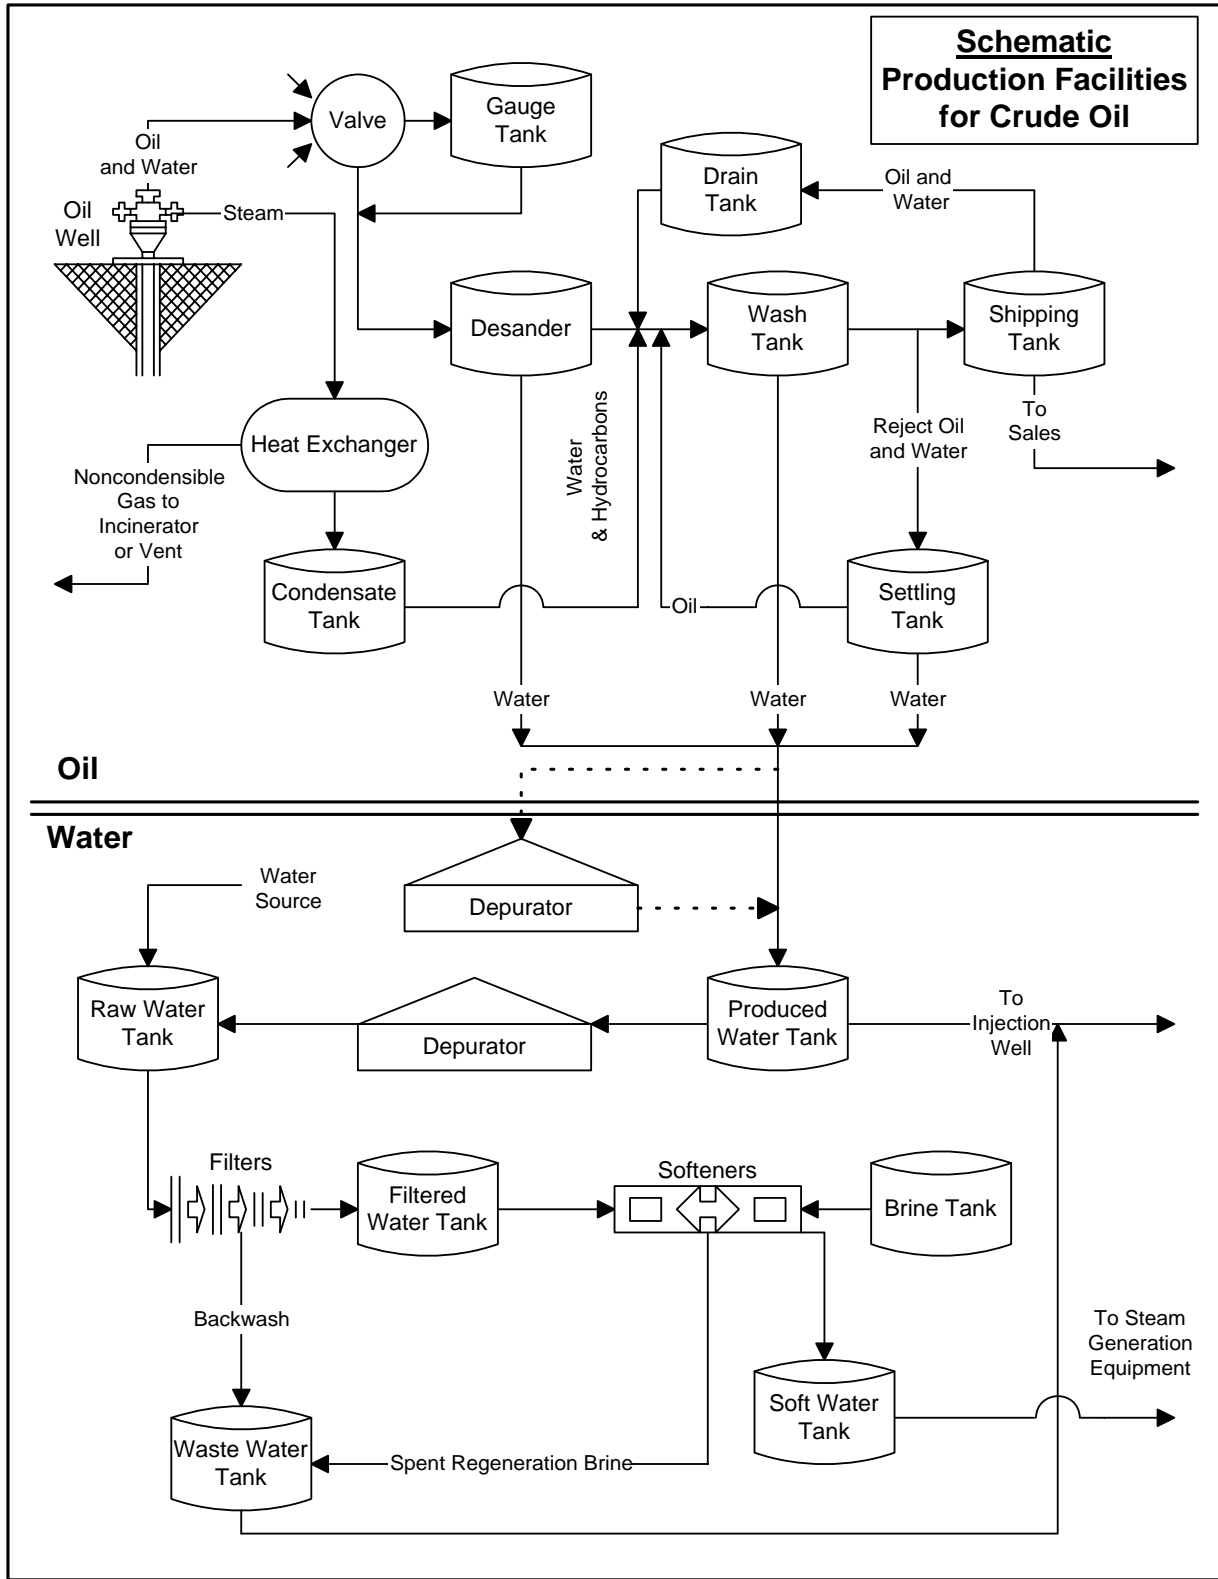 Schematic
Production Facilities
for Crude Oil
Valve
Gauge
Tank
Oil
and Water
Oil
Well
Steam
Drain
Tank
Oil and
Water
Desander
Wash
Tank
Shipping
Tank
Heat Exchanger
Water
& Hydrocarbons
Reject Oil
and Water
To
Sales
Noncondensible
Gas to
Incinerator
or Vent
Condensate
Tank
Oil
Settling
Tank
Water
Water
Water
Oil
Water
Water
Source
Depurator
Raw Water
Tank
Depurator
Produced
Water Tank
To
Injection
Well
Filters
Filtered
Water Tank
Softeners
Brine Tank
Backwash
To Steam
Generation
Equipment
Soft Water
Tank
Waste Water
Tank
Spent Regeneration Brine